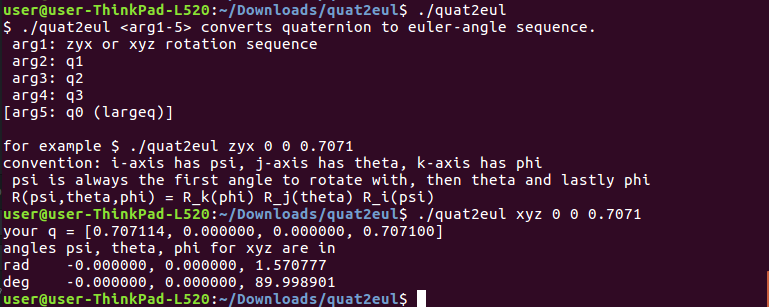 user@user-ThinkPad-L520:~/Downloads/quat2eul$ ./quat2eul
$ ./quat2eul <arg1-5> converts quaternion to euler-angle sequence.
 arg1: zyx or xyz rotation sequence
 arg2: q1
 arg3: q2
 arg4: q3
[arg5: q0 (largeq)]

for example $ ./quat2eul zyx 0 0 0.7071
convention: i-axis has psi, j-axis has theta, k-axis has phi
 psi is always the first angle to rotate with, then theta and lastly phi
 R(psi,theta,phi) = R_k(phi) R_j(theta) R_i(psi)
user@user-ThinkPad-L520:~/Downloads/quat2eul$ ./quat2eul xyz 0 0 0.7071
your q = [0.707114, 0.000000, 0.000000, 0.707100]
angles psi, theta, phi for xyz are in
rad    -0.000000, 0.000000, 1.570777
deg    -0.000000, 0.000000, 89.998901
user@user-ThinkPad-L520:~/Downloads/quat2eul$